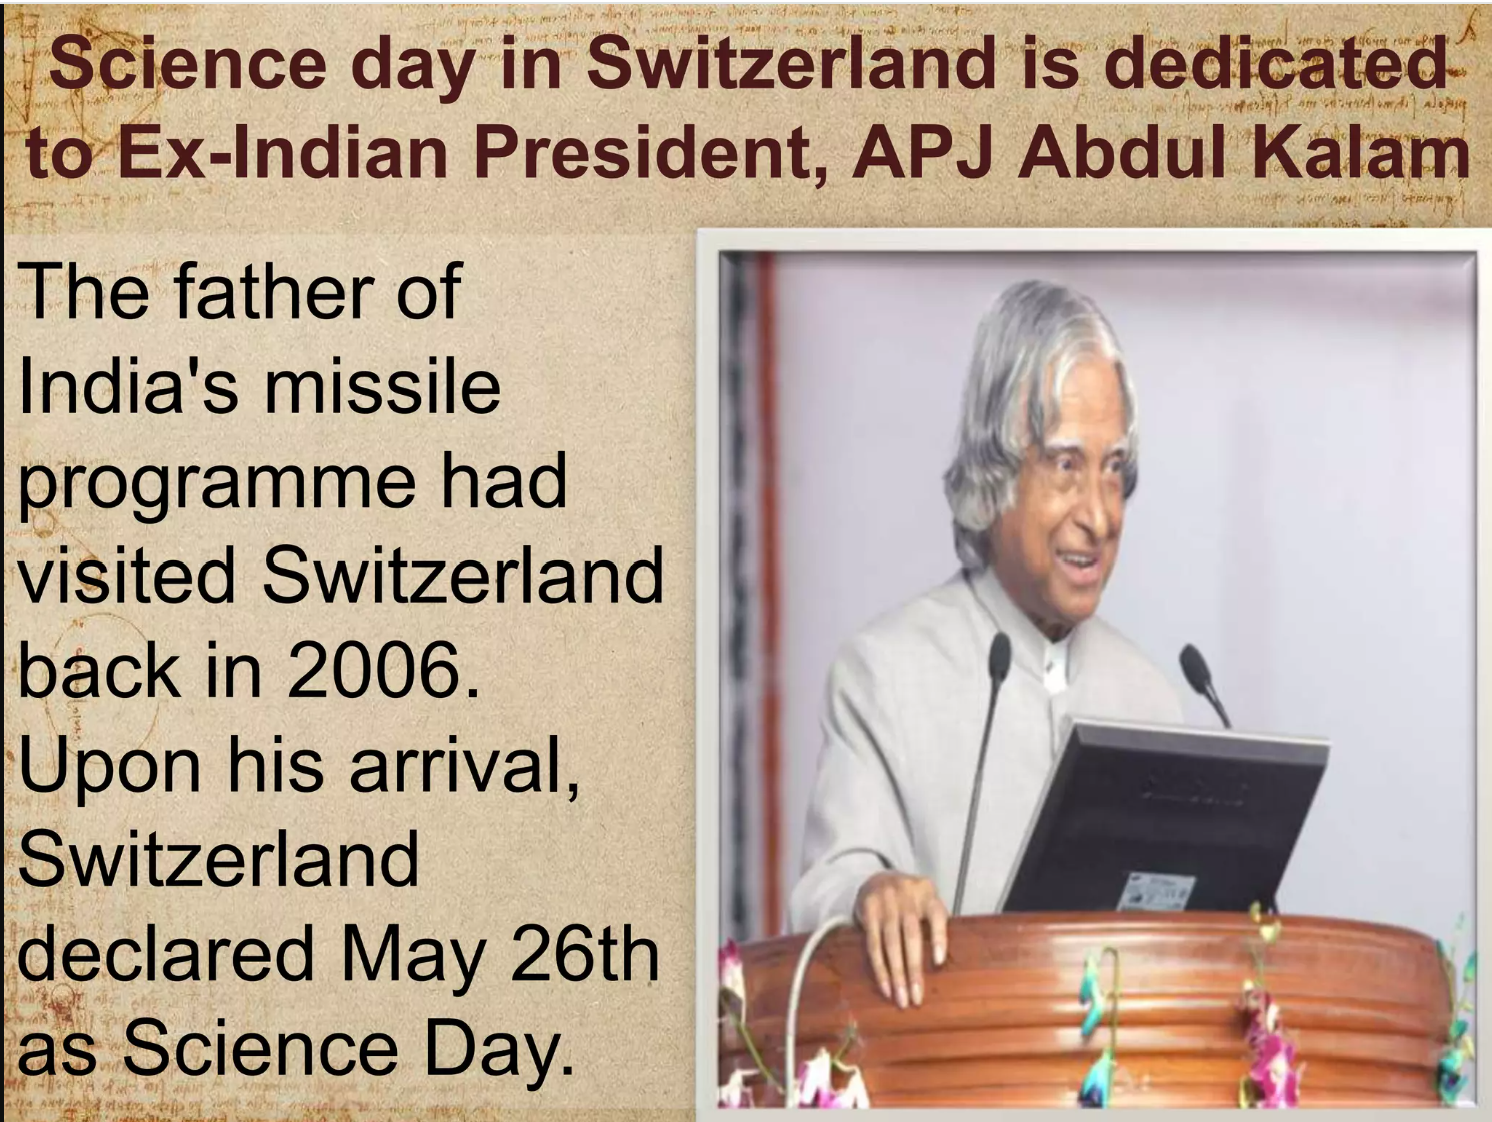 Science day in Switzerland is dedicated
to Ex-Indian President, APJ Abdul Kalam
The father of
India's missile
programme had
visited Switzerland
back in 2006.
Upon his arrival,
Switzerland
declared May 26th
as Science Day.